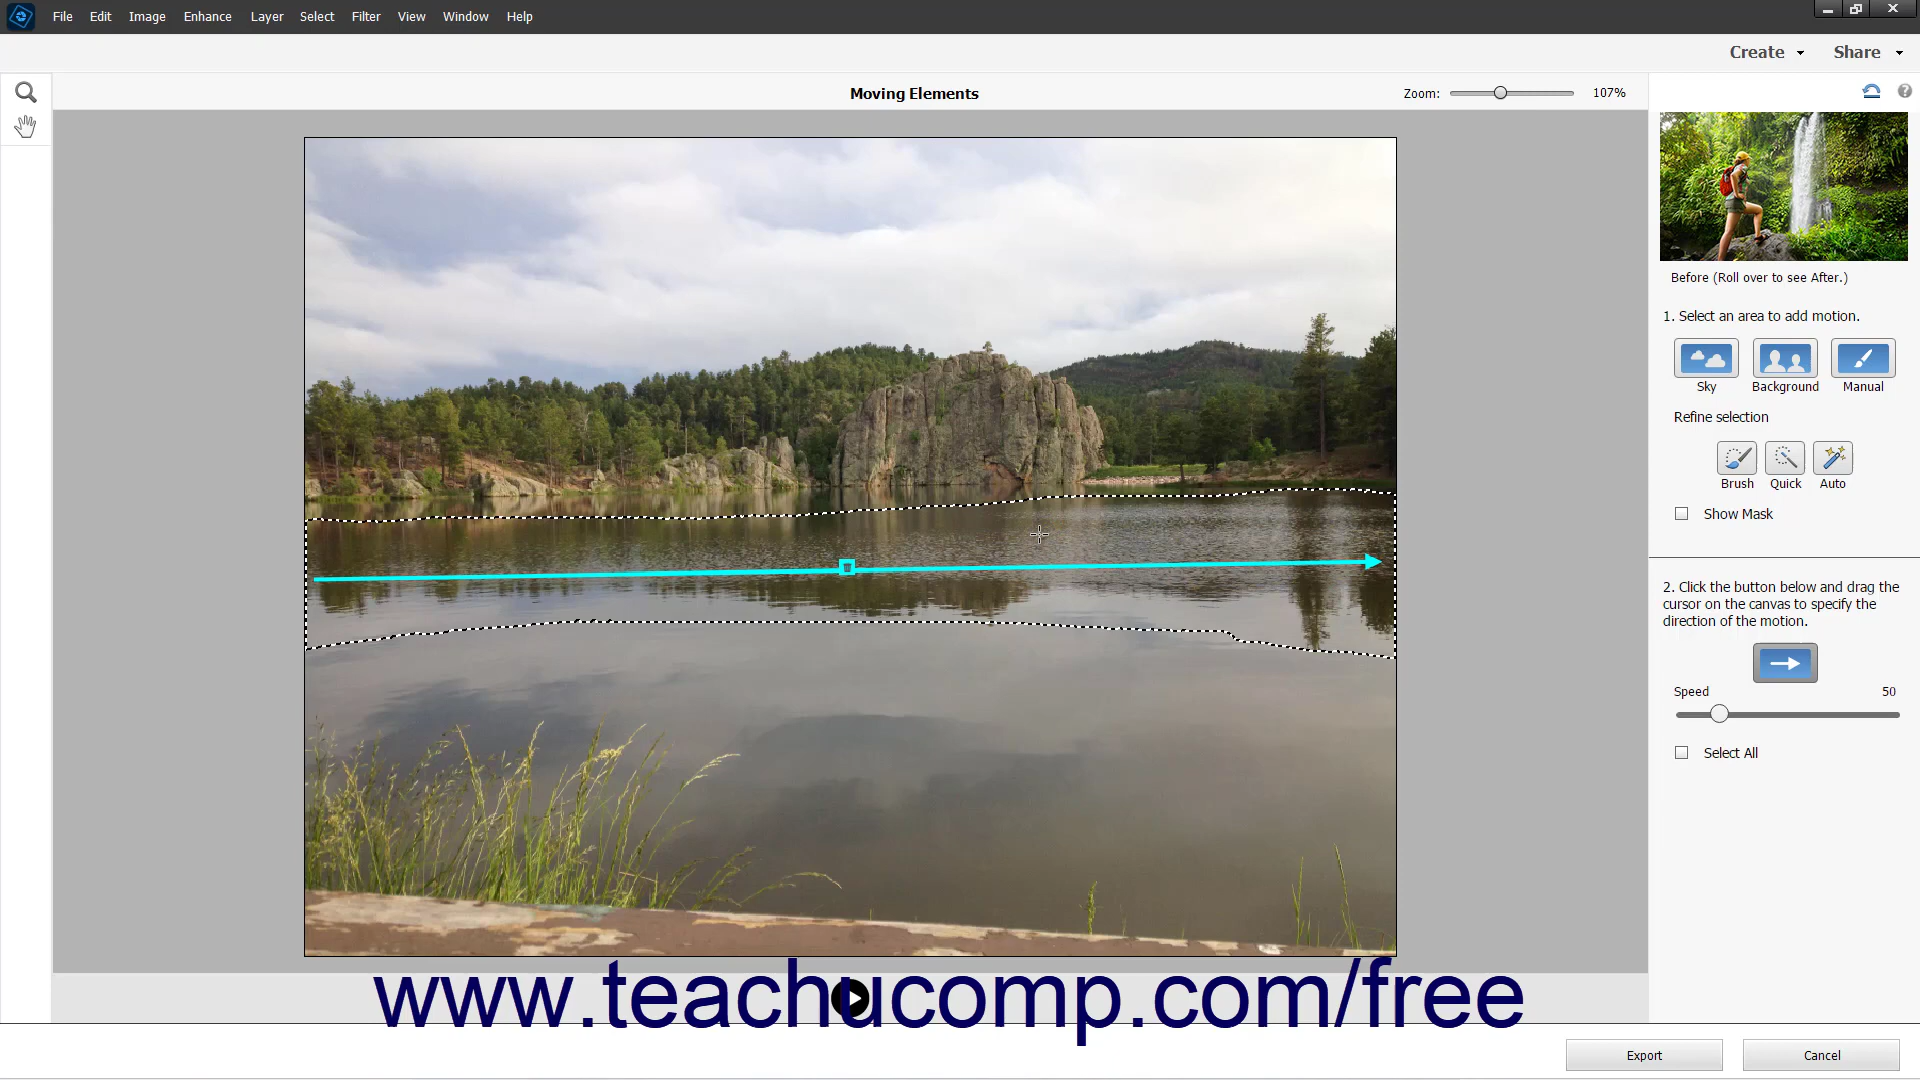 File Edit Image Enhance Layer Select Filter View Window Help
Create Share
Moving Elements
Zoom: 107%
Before (Roll over to see After.)
1. Select an area to add motion.
Sky Background Manual
Refine selection
Brush Quick Auto
Show Mask
2. Click the button below and drag the
cursor on the canvas to specify the
direction of the motion.
Speed 50
Select All
www.teachucomp.com/free
Export Cancel